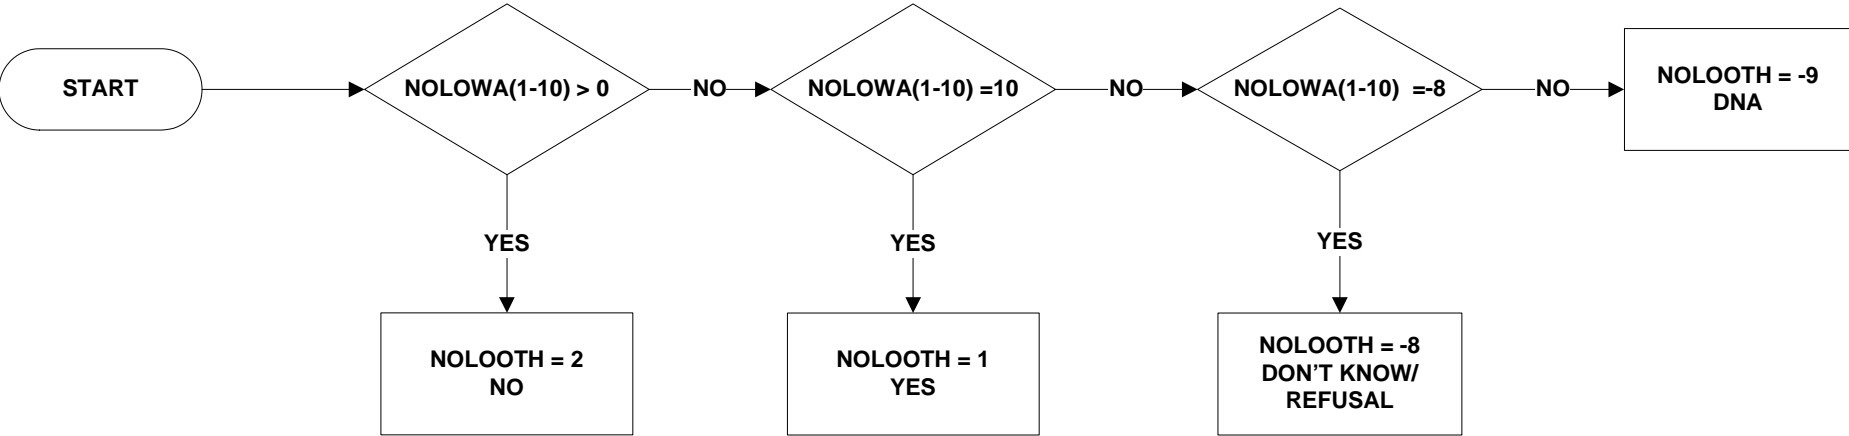 START
NOLOWA(1-10) > 0
NO
NOLOWA(1-10) =10
NO
NOLOWA(1-10) =-8
NO
NOLOOTH = -9
DNA
YES
YES
YES
NOLOOTH = 2
NO
NOLOOTH = 1
YES
NOLOOTH = -8
DON'T KNOW/
REFUSAL